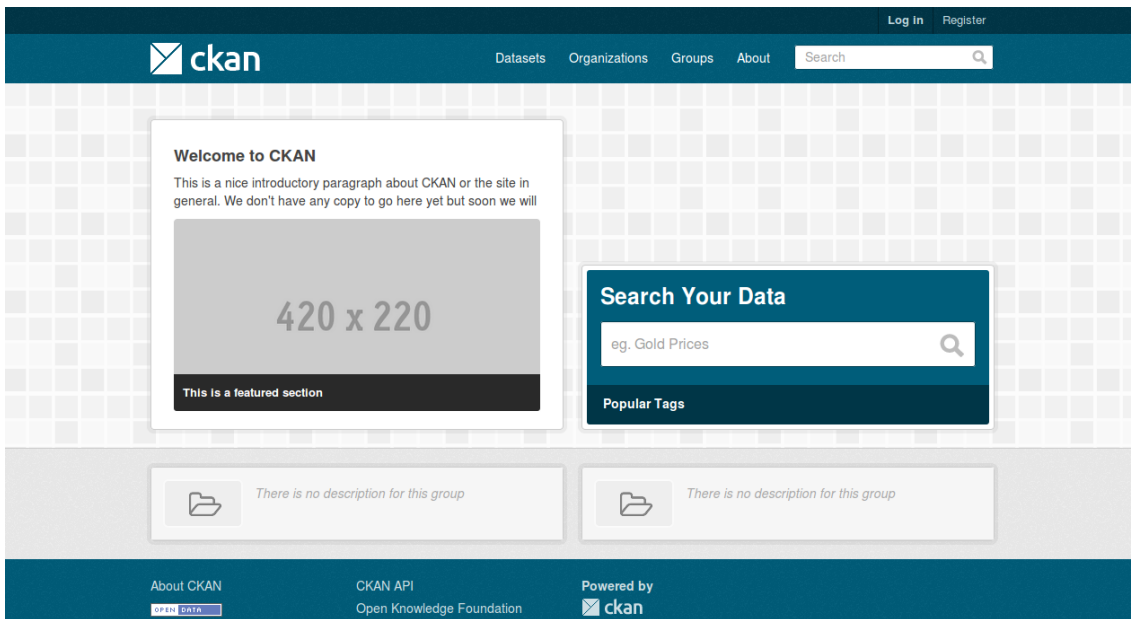 Log in Register
ckan
Datasets Organizations Groups About Search
Welcome to CKAN
This is a nice introductory paragraph about CKAN or the site in
general. We don't have any copy to go here yet but soon we will
420 x 220
This is a featured section
Search Your Data
eg. Gold Prices
Popular Tags
There is no description for this group
There is no description for this group
About CKAN
OPEN DATA
CKAN API
Open Knowledge Foundation
Powered by
ckan